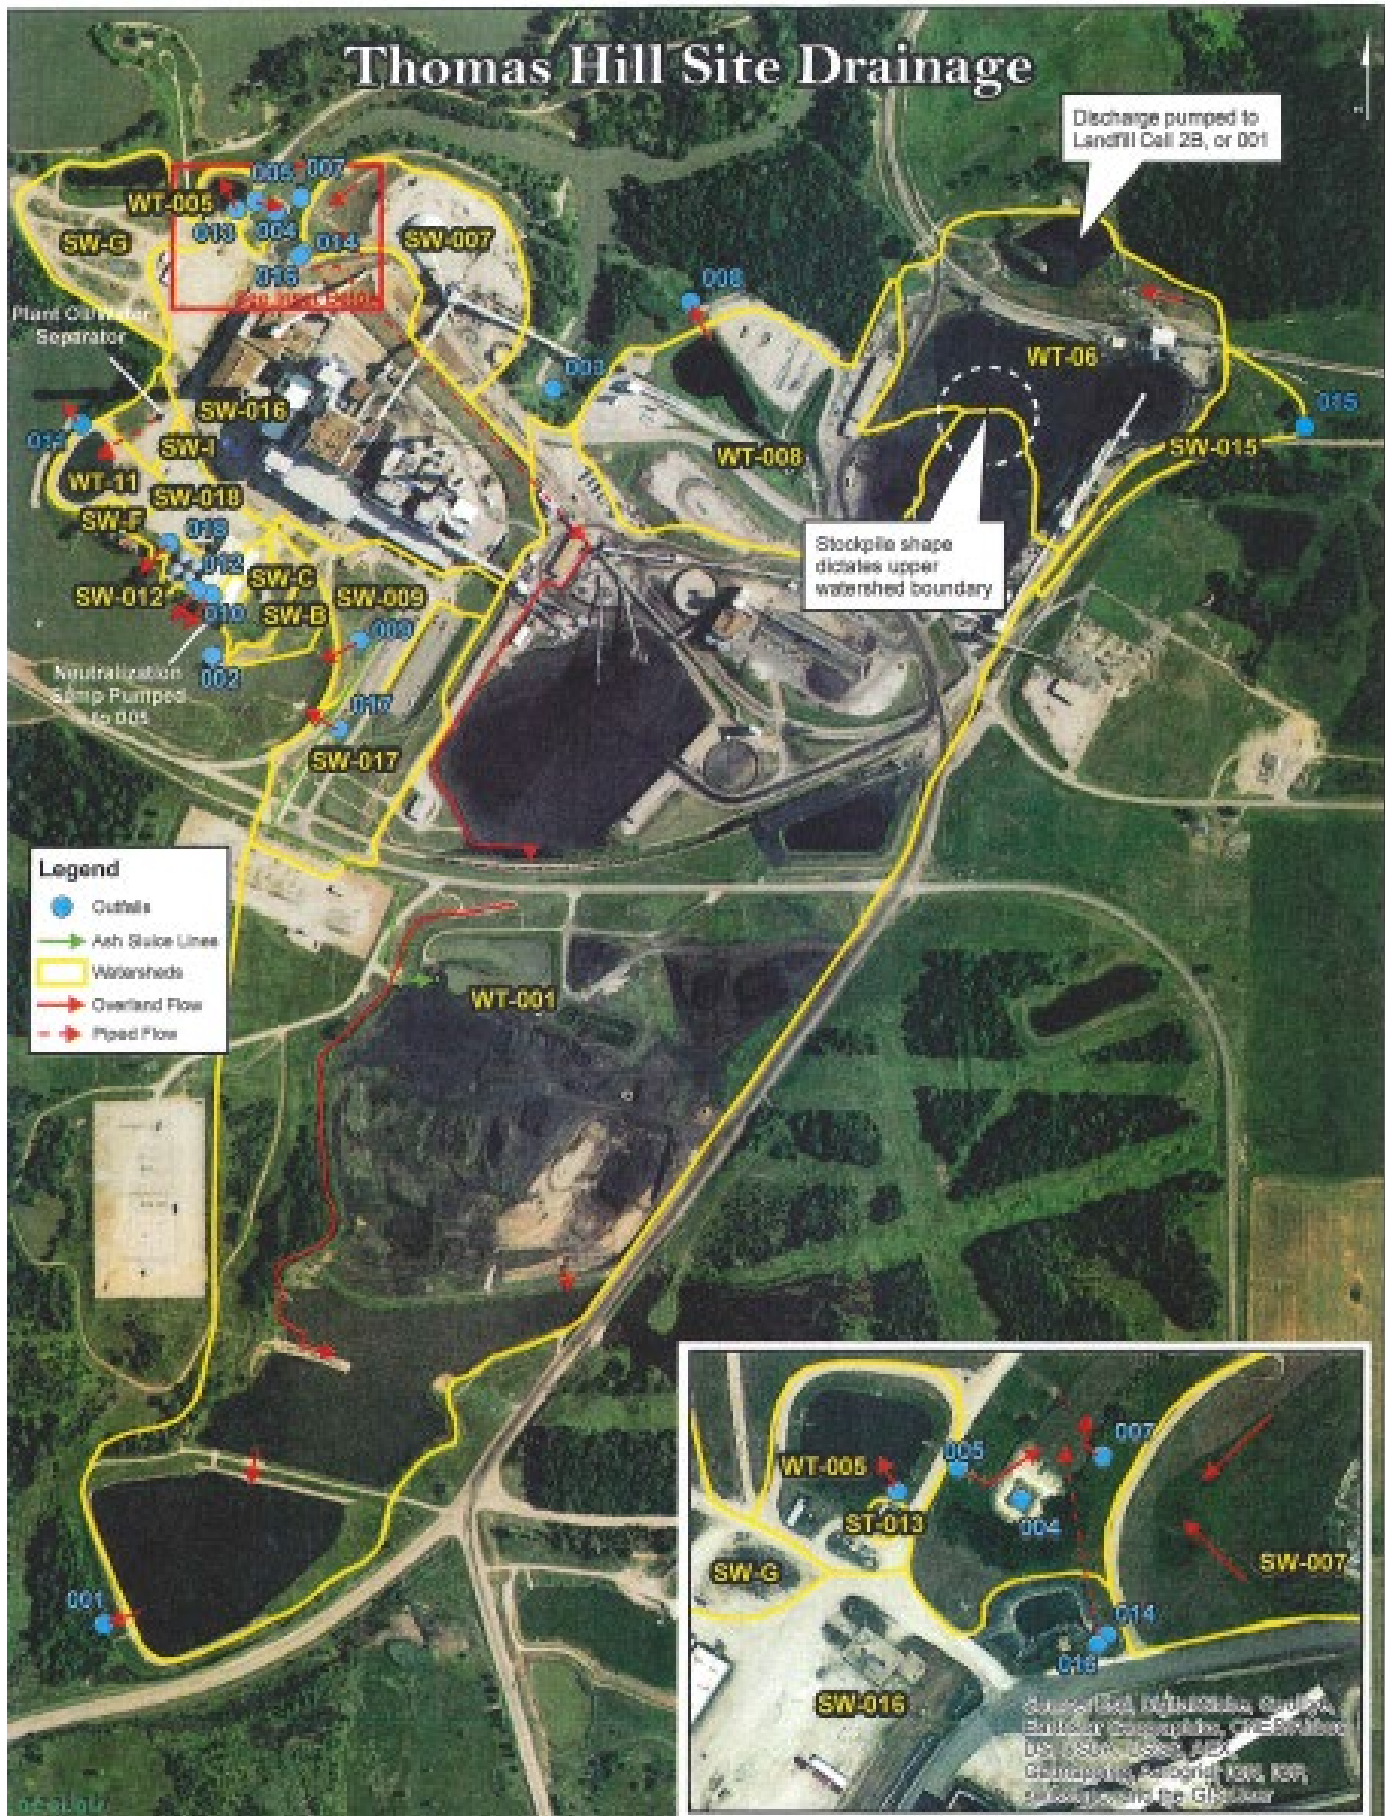 Thomas Hill Site Drainage
Discharge pumped to
Landfill Cell 2B, or 001
005
007
WT-005
013
004
014
SW-G
SW-007
016
008
Plant Oil/Water
Separator
WT-06
003
015
SW-016
SW-I
SW-015
WT-008
WT-11
SW-018
SW-F
018
Stockpile shape
dictates upper
watershed boundary
012
SW-C
SW-012
SW-009
010
SW-B
009
002
Neutralization
Sump Pumped
to 005
017
SW-017
Legend
Outfalls
Ash Sluice Lines
Watersheds
Overland Flow
Piped Flow
WT-001
001
007
005
WT-005
ST-013
004
SW-G
SW-007
014
016
SW-016